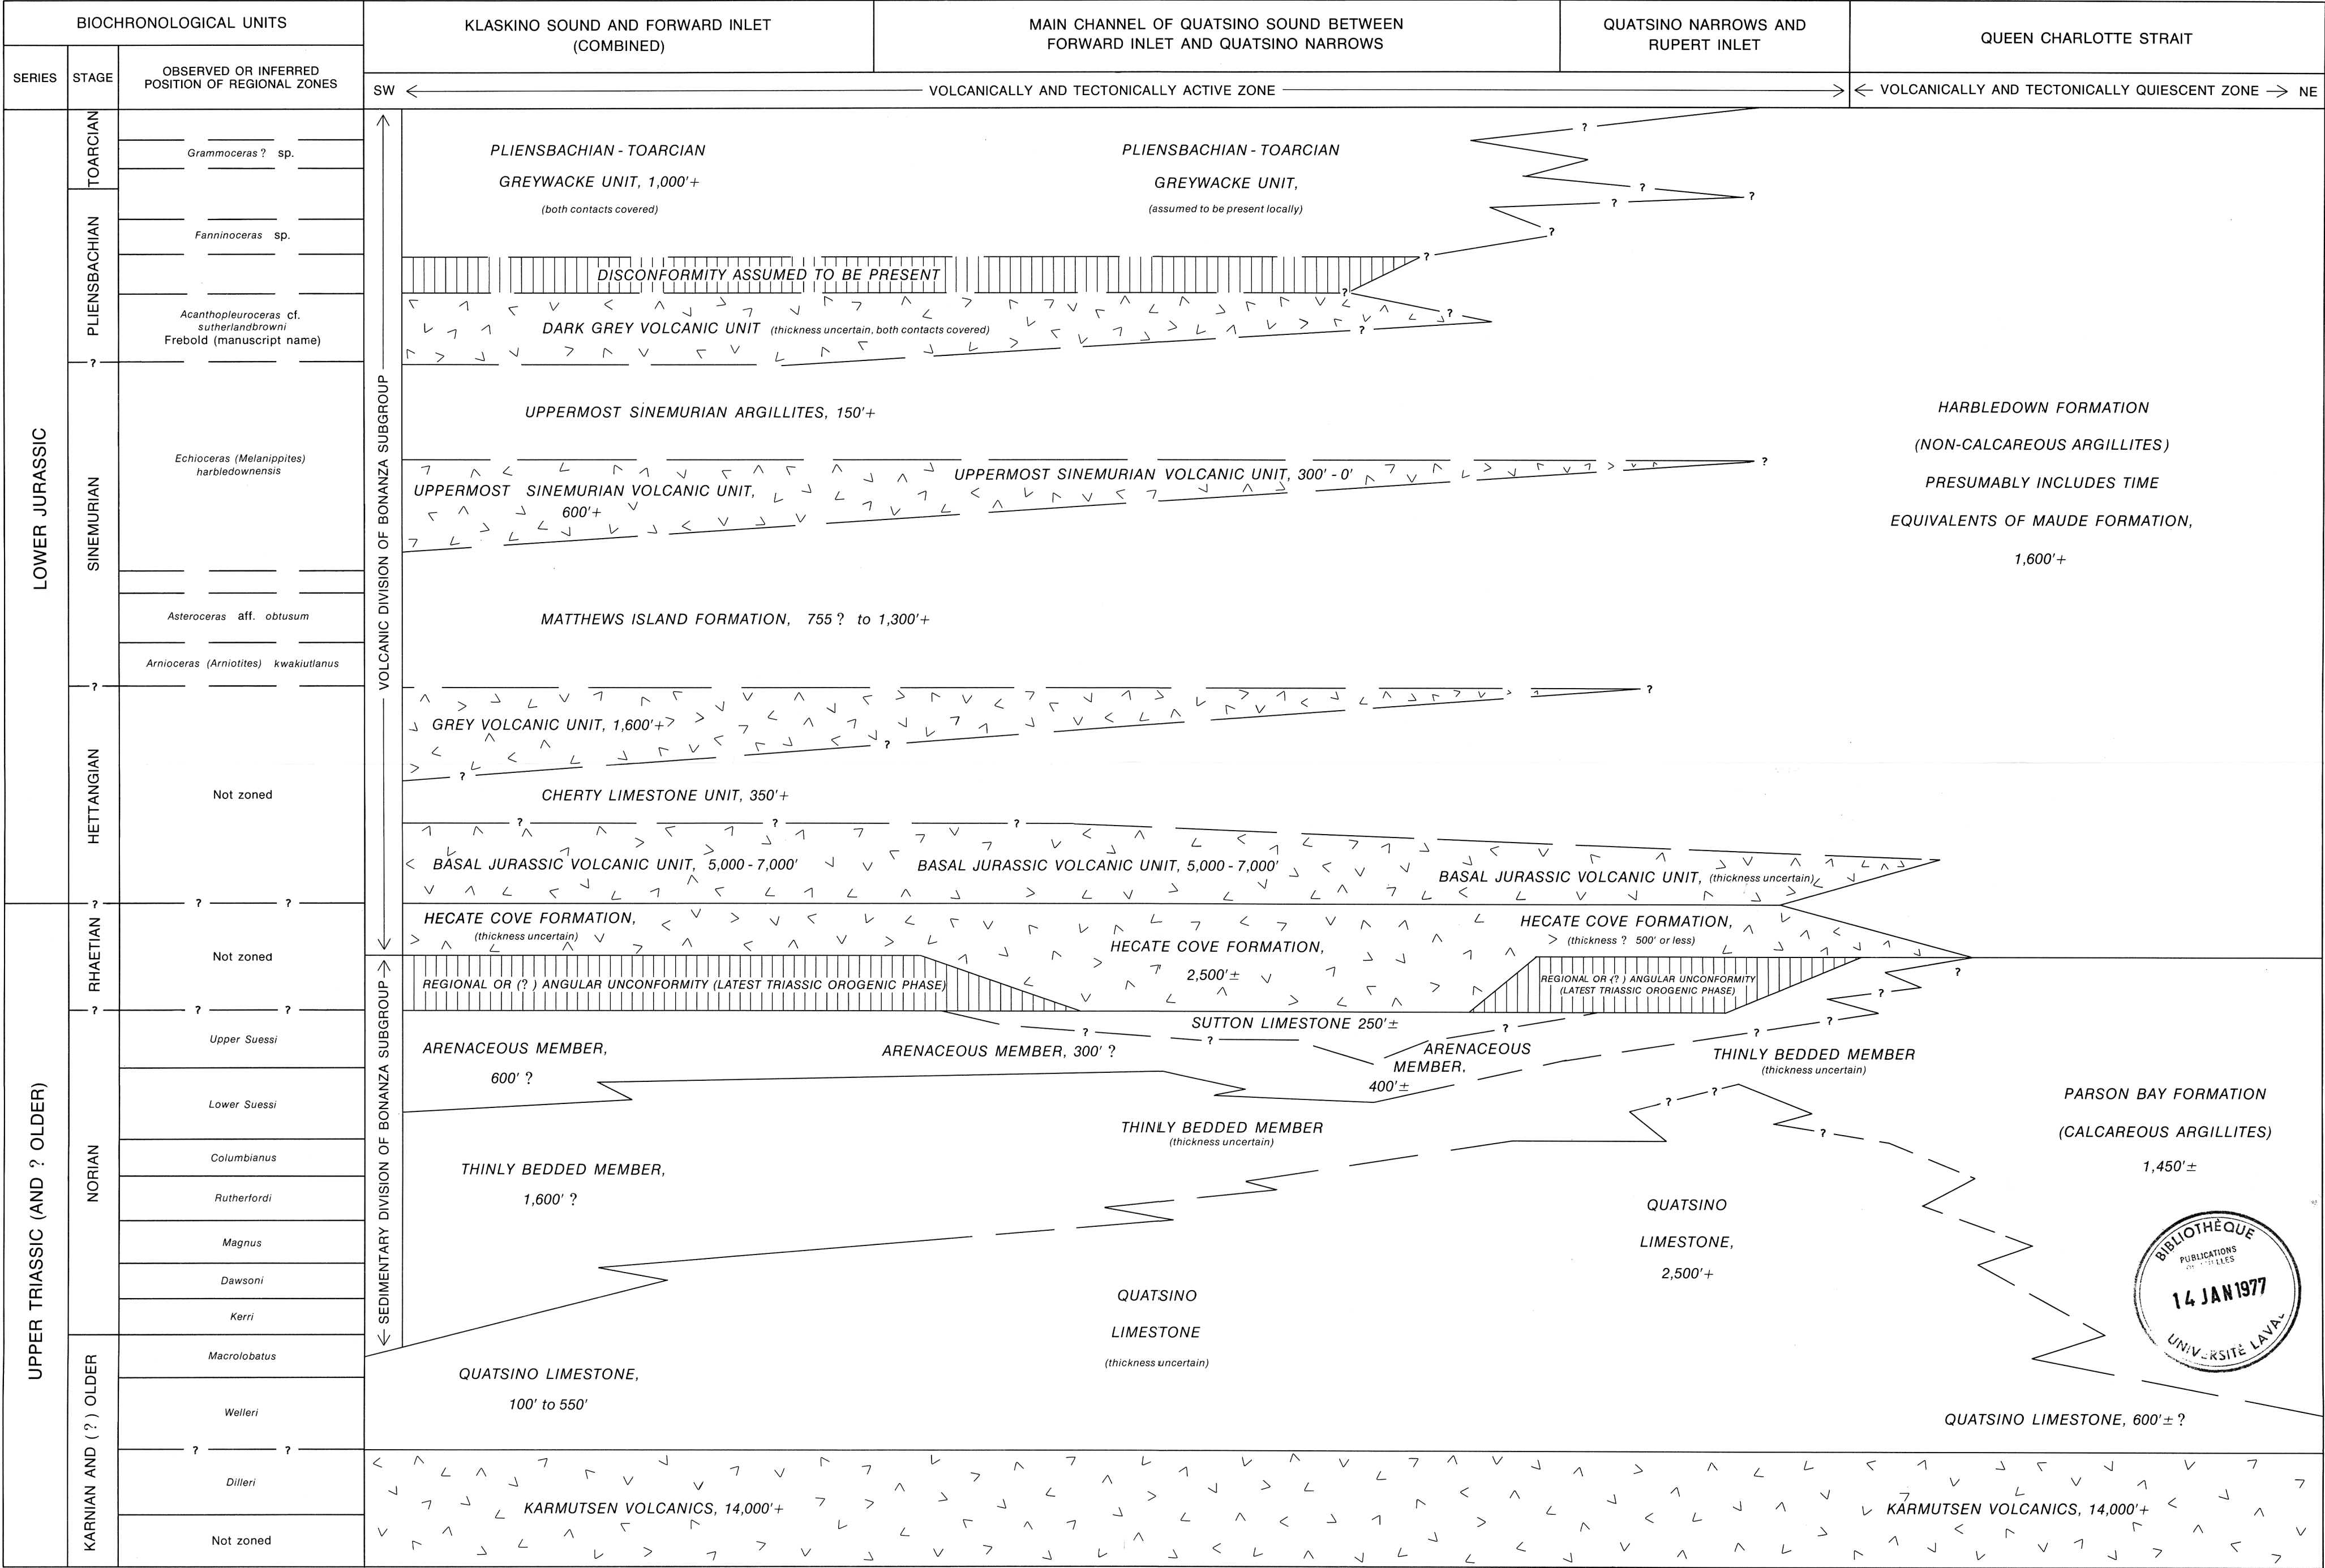 BIOCHRONOLOGICAL UNITS
SERIES
STAGE
OBSERVED OR INFERRED
POSITION OF REGIONAL ZONES
KLASKINO SOUND AND FORWARD INLET
(COMBINED)
MAIN CHANNEL OF QUATSINO SOUND BETWEEN
FORWARD INLET AND QUATSINO NARROWS
QUATSINO NARROWS AND
RUPERT INLET
QUEEN CHARLOTTE STRAIT
SW
VOLCANICALLY AND TECTONICALLY ACTIVE ZONE
VOLCANICALLY AND TECTONICALLY QUIESCENT ZONE
NE
LOWER JURASSIC
UPPER TRIASSIC (AND ? OLDER)
TOARCIAN
PLIENSBACHIAN
?
SINEMURIAN
?
HETTANGIAN
?
RHAETIAN
?
NORIAN
KARNIAN AND (?) OLDER
Grammoceras ? sp.
Fanninoceras sp.
Acanthopleuroceras cf.
sutherlandbrowni
Frebold (manuscript name)
Echioceras (Melanippites)
harbledownensis
Asteroceras aff. obtusum
Arnioceras (Arniotites) kwakiutlanus
Not zoned
? ?
Not zoned
? ?
Upper Suessi
Lower Suessi
Columbianus
Rutherfordi
Magnus
Dawsoni
Kerri
Macrolobatus
Welleri
? ?
Dilleri
Not zoned
VOLCANIC DIVISION OF BONANZA SUBGROUP
SEDIMENTARY DIVISION OF BONANZA SUBGROUP
PLIENSBACHIAN - TOARCIAN
GREYWACKE UNIT, 1,000'+
(both contacts covered)
PLIENSBACHIAN - TOARCIAN
GREYWACKE UNIT,
(assumed to be present locally)
?
?
?
?
?
?
DISCONFORMITY ASSUMED TO BE PRESENT
?
DARK GREY VOLCANIC UNIT (thickness uncertain, both contacts covered)
?
?
UPPERMOST SINEMURIAN ARGILLITES, 150'+
UPPERMOST SINEMURIAN VOLCANIC UNIT,
600'+
UPPERMOST SINEMURIAN VOLCANIC UNIT, 300' - 0'
?
HARBLEDOWN FORMATION
(NON-CALCAREOUS ARGILLITES)
PRESUMABLY INCLUDES TIME
EQUIVALENTS OF MAUDE FORMATION,
1,600'+
MATTHEWS ISLAND FORMATION, 755 ? to 1,300'+
?
GREY VOLCANIC UNIT, 1,600'+
?
?
CHERTY LIMESTONE UNIT, 350'+
? ? ?
BASAL JURASSIC VOLCANIC UNIT, 5,000 - 7,000'
BASAL JURASSIC VOLCANIC UNIT, 5,000 - 7,000'
BASAL JURASSIC VOLCANIC UNIT, (thickness uncertain)
HECATE COVE FORMATION,
(thickness uncertain)
HECATE COVE FORMATION,
2,500'±
HECATE COVE FORMATION,
(thickness ? 500' or less)
REGIONAL OR (?) ANGULAR UNCONFORMITY (LATEST TRIASSIC OROGENIC PHASE)
REGIONAL OR (?) ANGULAR UNCONFORMITY
(LATEST TRIASSIC OROGENIC PHASE)
?
?
?
?
SUTTON LIMESTONE 250'±
?
?
?
ARENACEOUS MEMBER,
600' ?
ARENACEOUS MEMBER, 300' ?
ARENACEOUS
MEMBER,
400'±
THINLY BEDDED MEMBER
(thickness uncertain)
THINLY BEDDED MEMBER
(thickness uncertain)
THINLY BEDDED MEMBER,
1,600' ?
?
?
?
PARSON BAY FORMATION
(CALCAREOUS ARGILLITES)
1,450'±
QUATSINO
LIMESTONE,
2,500'+
QUATSINO
LIMESTONE
(thickness uncertain)
QUATSINO LIMESTONE,
100' to 550'
QUATSINO LIMESTONE, 600'± ?
BIBLIOTHÈQUE
PUBLICATIONS
14 JAN 1977
UNIVERSITÉ LAVAL
KARMUTSEN VOLCANICS, 14,000'+
KARMUTSEN VOLCANICS, 14,000'+